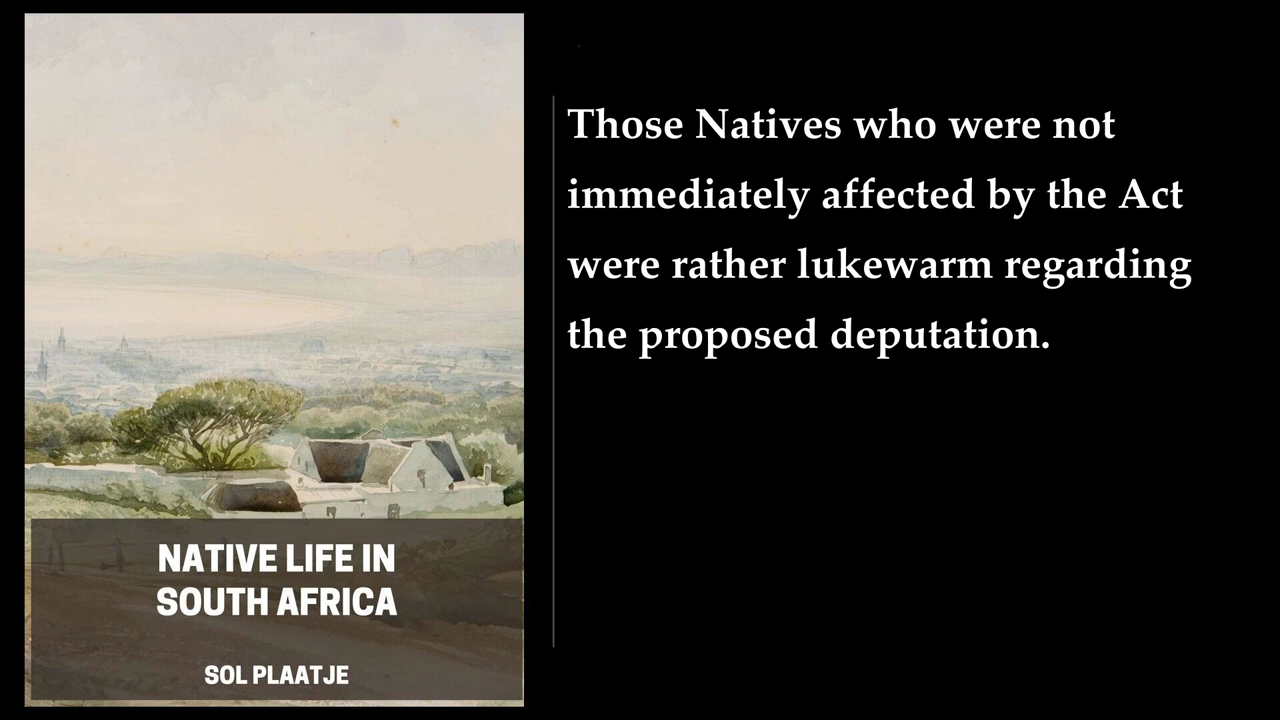 NATIVE LIFE IN
SOUTH AFRICA
SOL PLAATJE
Those Natives who were not
immediately affected by the Act
were rather lukewarm regarding
the proposed deputation.